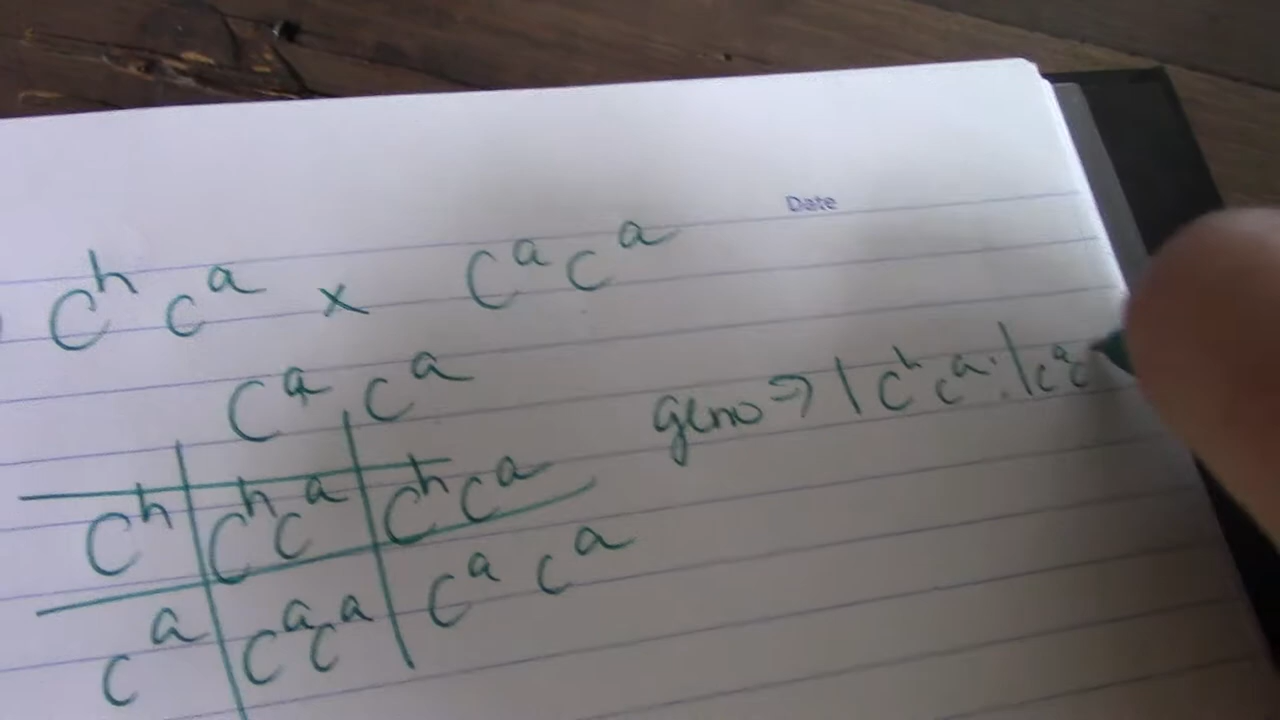 Date
C^h c^a x C^a C^a
C^a C^a
geno => 1 C^h c^a : 1 c^a c
C^h C^h C^a C^h C^a
c^a C^a C^a C^a C^a